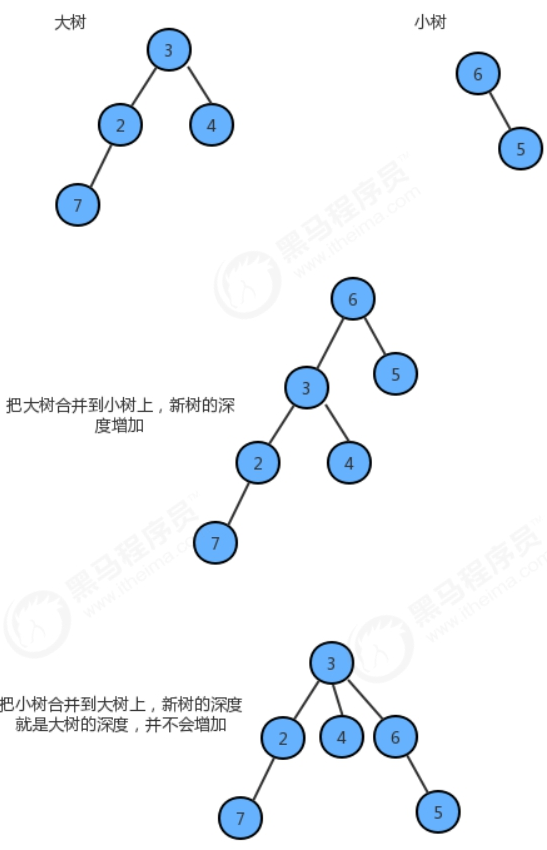 大树
小树
3
6
2
4
5
7
黑马程序员
www.itheima.com
6
3
5
把大树合并到小树上，新树的深
度增加
2
4
7
黑马程序员
www.itheima.com
黑马程序员
www.itheima.com
3
把小树合并到大树上，新树的深度
就是大树的深度，并不会增加
2
4
6
7
5